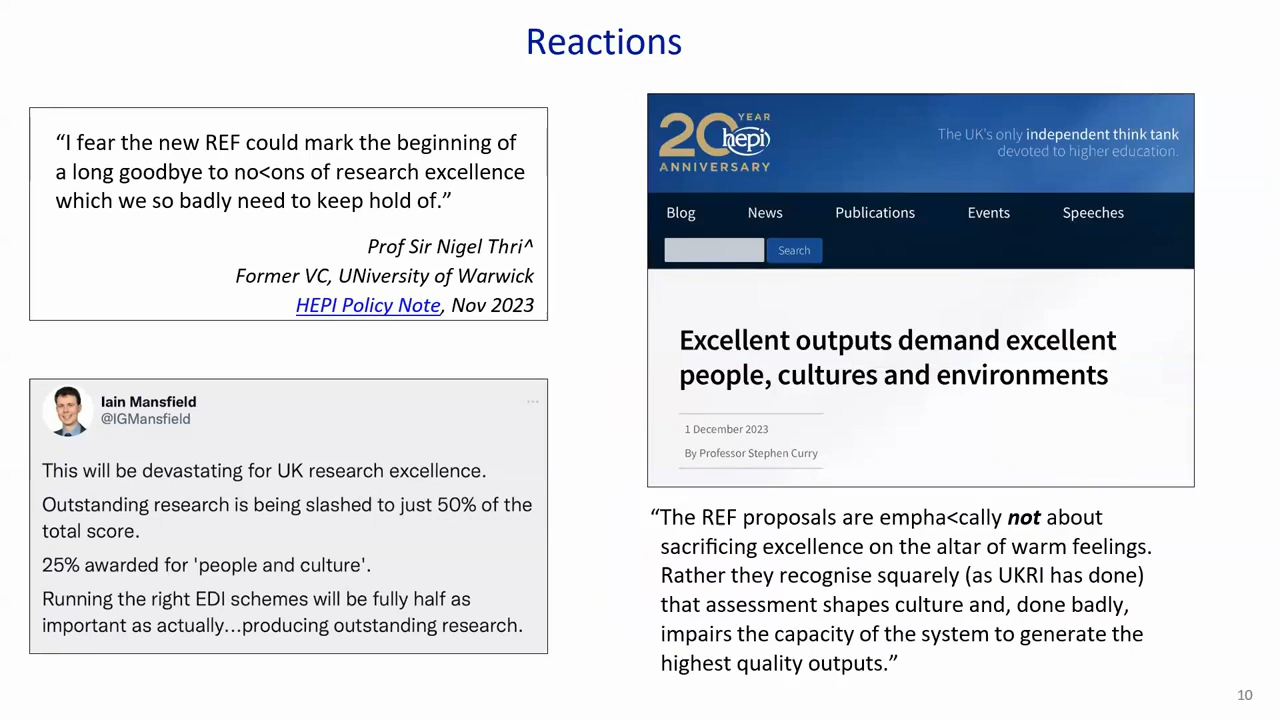 Reactions
“I fear the new REF could mark the beginning of
a long goodbye to no<ons of research excellence
which we so badly need to keep hold of.”
Prof Sir Nigel Thri^
Former VC, UNiversity of Warwick
HEPI Policy Note, Nov 2023
Iain Mansfield
@IGMansfield
...
This will be devastating for UK research excellence.
Outstanding research is being slashed to just 50% of the
total score.
25% awarded for 'people and culture'.
Running the right EDI schemes will be fully half as
important as actually...producing outstanding research.
20 YEAR
hepi
ANNIVERSARY
The UK's only independent think tank
devoted to higher education.
Blog News Publications Events Speeches
Search
Excellent outputs demand excellent
people, cultures and environments
1 December 2023
By Professor Stephen Curry
“The REF proposals are empha<cally not about
sacrificing excellence on the altar of warm feelings.
Rather they recognise squarely (as UKRI has done)
that assessment shapes culture and, done badly,
impairs the capacity of the system to generate the
highest quality outputs.”
10